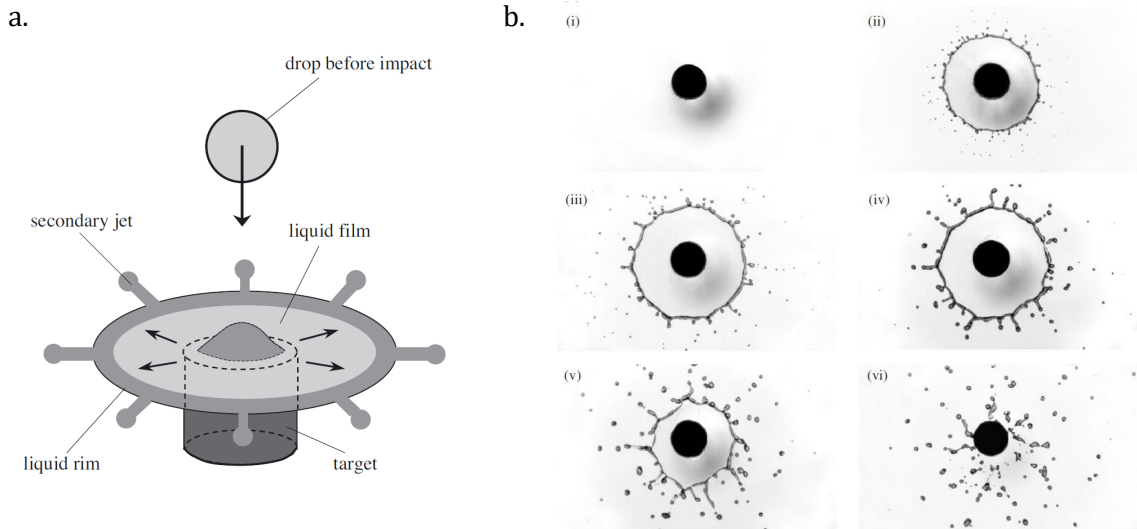 a.
drop before impact
secondary jet
liquid film
liquid rim
target
b.
(i)
(ii)
(iii)
(iv)
(v)
(vi)